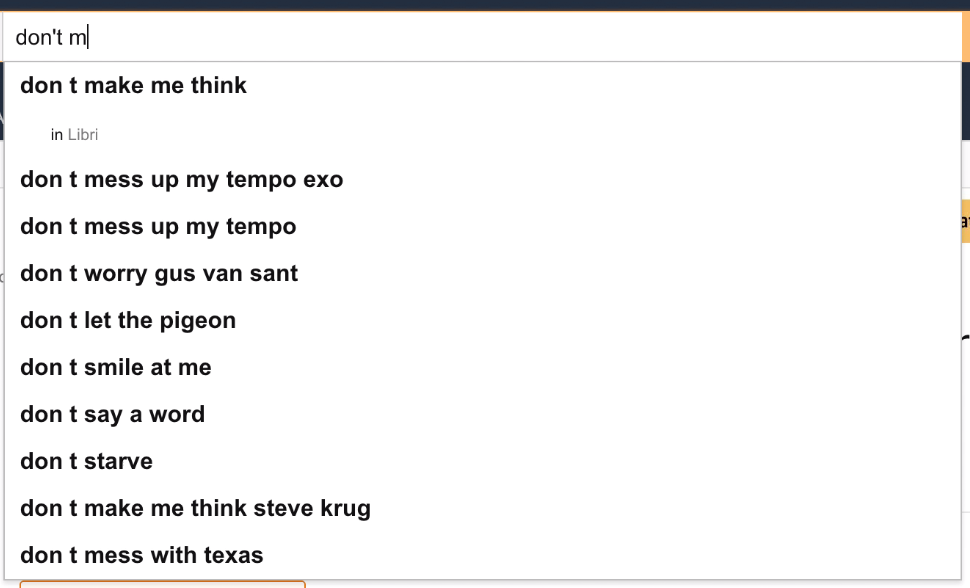 don't m
don t make me think
in Libri
don t mess up my tempo exo
don t mess up my tempo
don t worry gus van sant
don t let the pigeon
don t smile at me
don t say a word
don t starve
don t make me think steve krug
don t mess with texas